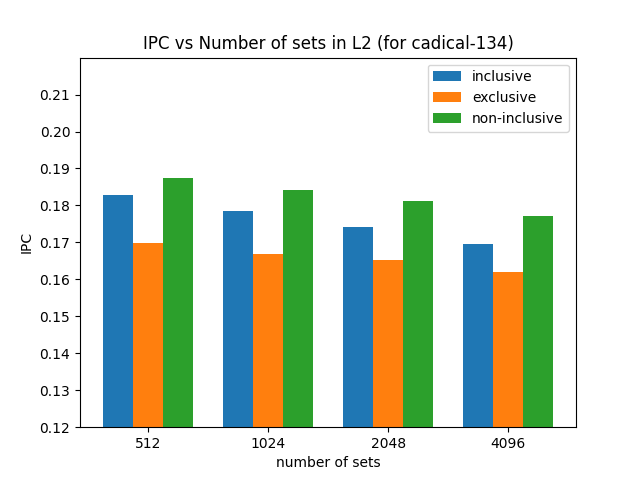 IPC vs Number of sets in L2 (for cadical-134)
inclusive
exclusive
non-inclusive
0.21
0.20
0.19
0.18
0.17
0.16
0.15
0.14
0.13
0.12
IPC
512 1024 2048 4096
number of sets